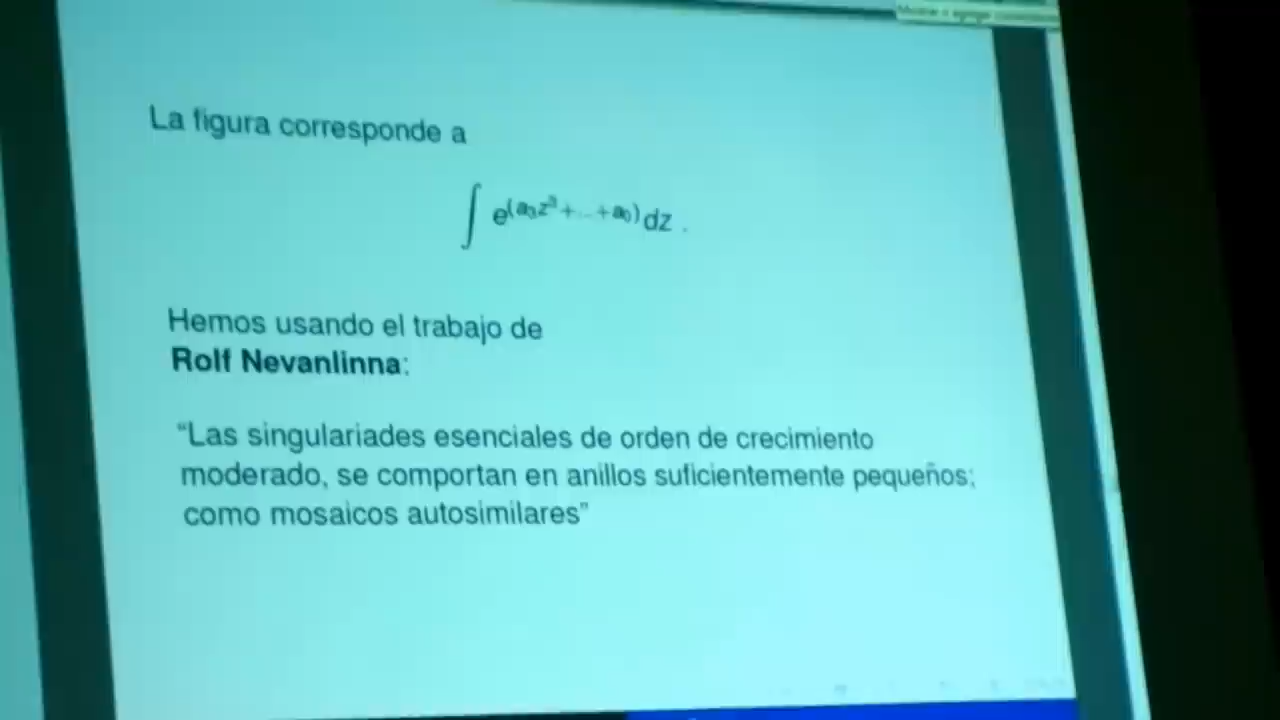 La figura corresponde a
∫ e^(a₃z³+...+a₀) dz .
Hemos usando el trabajo de
Rolf Nevanlinna:
“Las singulariades esenciales de orden de crecimiento
moderado, se comportan en anillos suficientemente pequeños;
como mosaicos autosimilares”